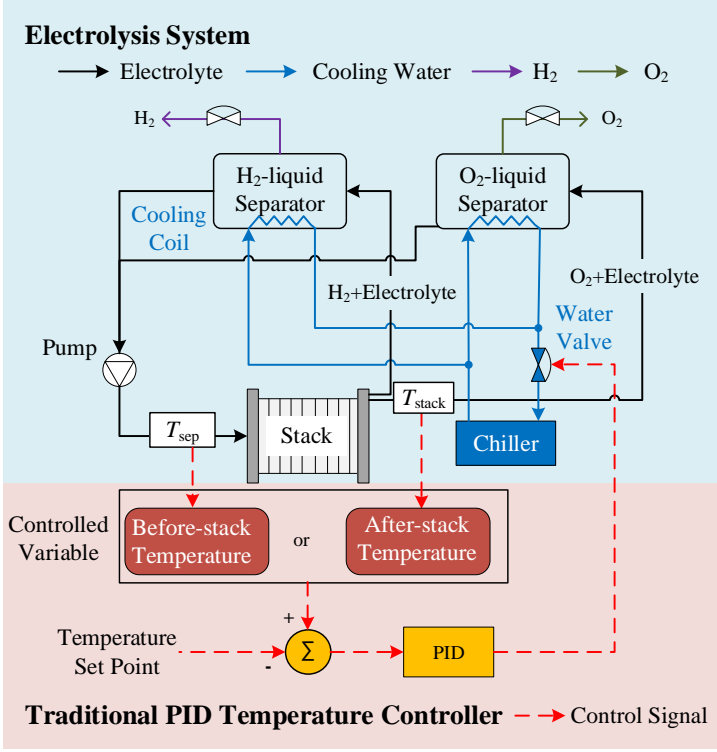 Electrolysis System
Electrolyte
Cooling Water
H₂
O₂
H₂
O₂
H₂-liquid
Separator
O₂-liquid
Separator
Cooling
Coil
H₂+Electrolyte
O₂+Electrolyte
Water
Valve
Pump
T_sep
Stack
T_stack
Chiller
Controlled
Variable
Before-stack
Temperature
or
After-stack
Temperature
+
Temperature
Set Point
-
Σ
PID
Traditional PID Temperature Controller
Control Signal